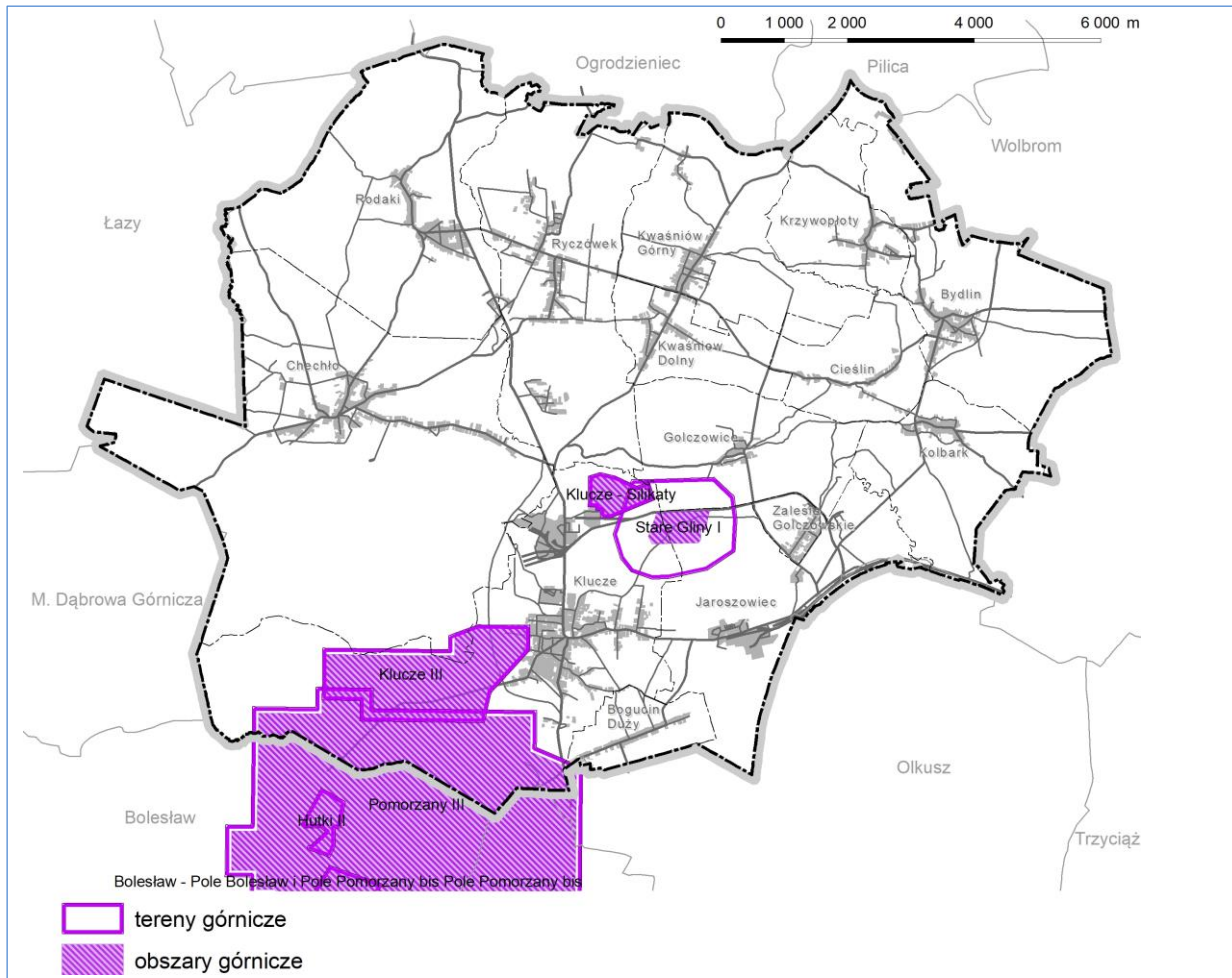 0 1 000 2 000 4 000 6 000 m
Ogrodzieniec
Pilica
Wolbrom
Łazy
Rodaki
Krzywopłoty
Ryczówek
Kwaśniów
Górny
Bydlin
Kwaśniow
Dolny
Chechło
Cieślin
Golczowice
Kolbark
Klucze - Silikaty
Zalesie
Golczowskie
Stare Gliny I
Klucze
M. Dąbrowa Górnicza
Jaroszowiec
Klucze III
Bogucin
Duży
Olkusz
Pomorzany III
Bolesław
Hutki II
Trzyciąż
Bolesław - Pole Bolesław i Pole Pomorzany bis Pole Pomorzany bis
tereny górnicze
obszary górnicze